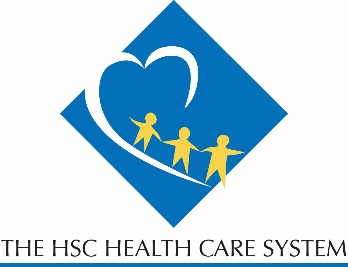 THE HSC HEALTH CARE SYSTEM